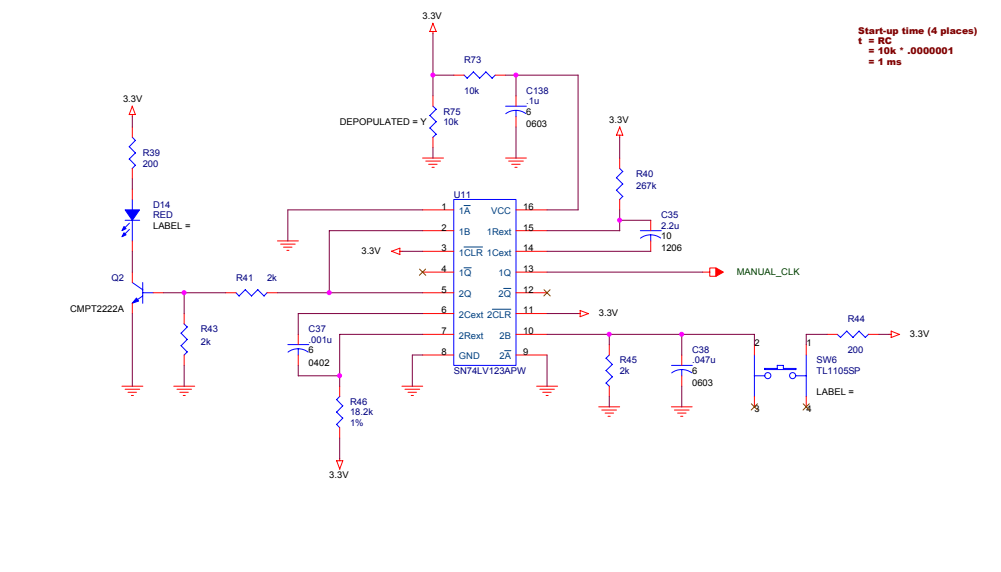 3.3V
Start-up time (4 places)
t = RC
= 10k * .0000001
= 1 ms
R73
10k
C138
.1u
6
0603
R75
10k
DEPOPULATED = Y
3.3V
R39
200
3.3V
R40
267k
D14
RED
LABEL =
U11
1 1A VCC 16
2 1B 1Rext 15
3.3V 3 1CLR 1Cext 14
4 1Q 1Q 13
5 2Q 2Q 12
6 2Cext 2CLR 11 3.3V
7 2Rext 2B 10
8 GND 2A 9
SN74LV123APW
C35
2.2u
10
1206
MANUAL_CLK
Q2
CMPT2222A
R41 2k
R43
2k
C37
.001u
6
0402
R46
18.2k
1%
3.3V
R45
2k
C38
.047u
6
0603
2
1
3
4
R44
200
3.3V
SW6
TL1105SP
LABEL =